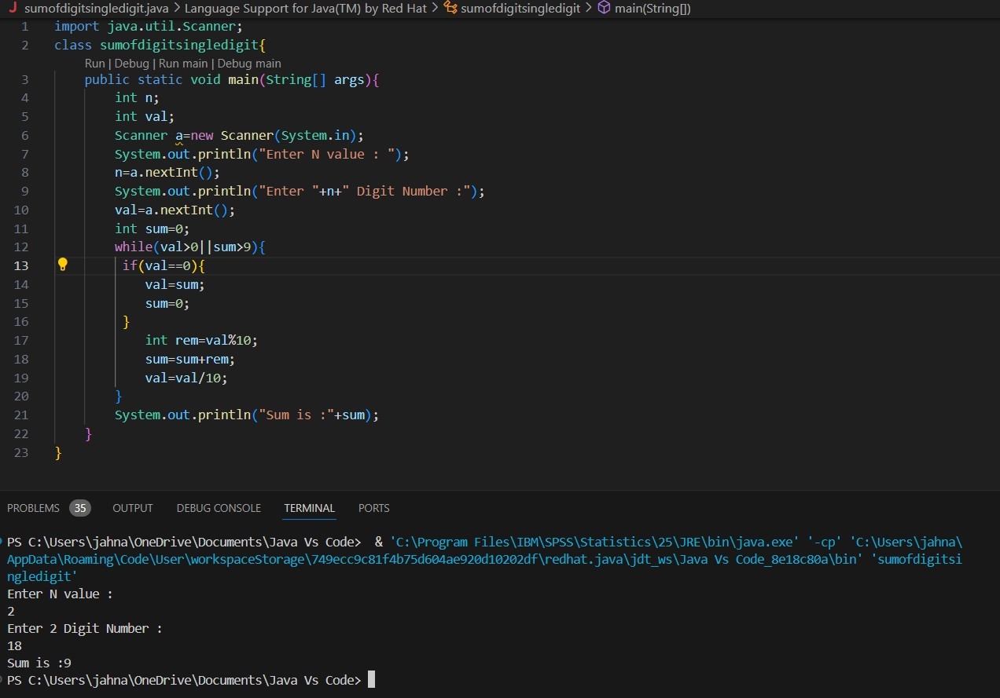 sumofdigitsingledigit.java > Language Support for Java(TM) by Red Hat > sumofdigitsingledigit > main(String[])
1 import java.util.Scanner;
2 class sumofdigitsingledigit{
Run | Debug | Run main | Debug main
3 public static void main(String[] args){
4 int n;
5 int val;
6 Scanner a=new Scanner(System.in);
7 System.out.println("Enter N value : ");
8 n=a.nextInt();
9 System.out.println("Enter "+n+" Digit Number :");
10 val=a.nextInt();
11 int sum=0;
12 while(val>0||sum>9){
13 if(val==0){
14 val=sum;
15 sum=0;
16 }
17 int rem=val%10;
18 sum=sum+rem;
19 val=val/10;
20 }
21 System.out.println("Sum is :"+sum);
22 }
23 }
PROBLEMS 35 OUTPUT DEBUG CONSOLE TERMINAL PORTS
PS C:\Users\jahna\OneDrive\Documents\Java Vs Code> & 'C:\Program Files\IBM\SPSS\Statistics\25\JRE\bin\java.exe' '-cp' 'C:\Users\jahna\
AppData\Roaming\Code\User\workspaceStorage\749ecc9c81f4b75d604ae920d10202df\redhat.java\jdt_ws\Java Vs Code_8e18c80a\bin' 'sumofdigitsi
ngledigit'
Enter N value :
2
Enter 2 Digit Number :
18
Sum is :9
PS C:\Users\jahna\OneDrive\Documents\Java Vs Code>